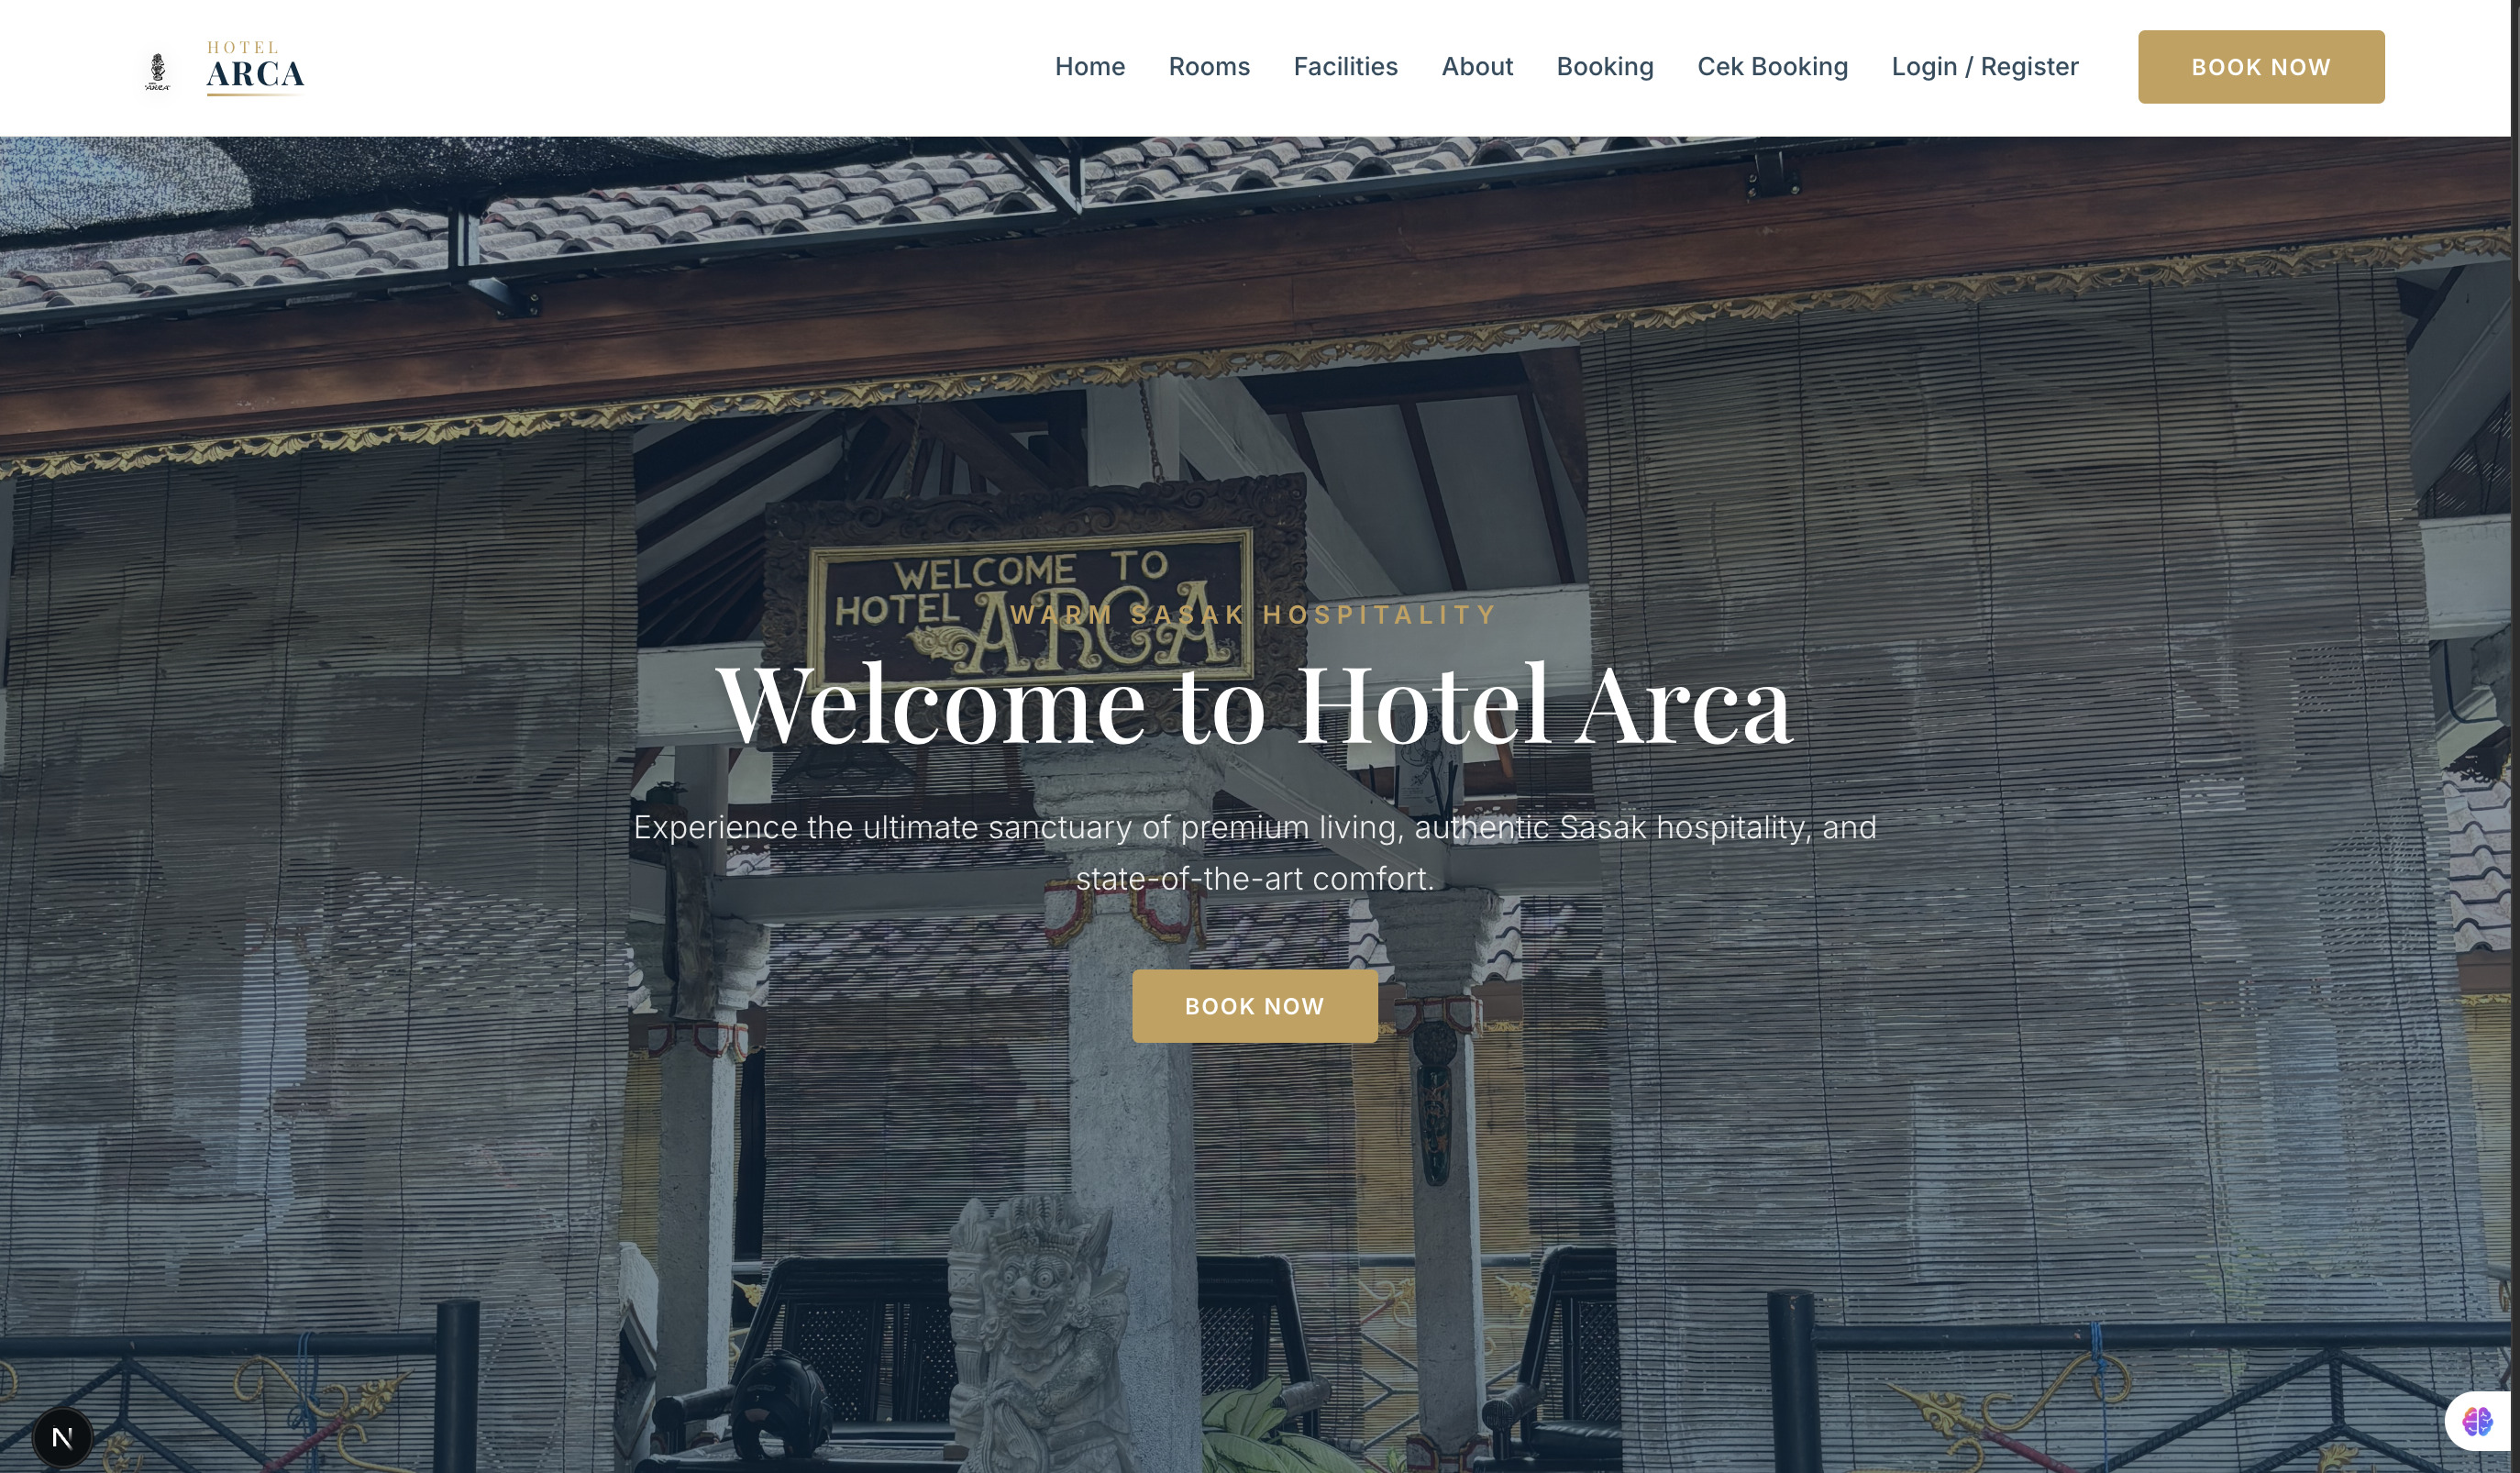 HOTEL
ARCA
ARCA
Home Rooms Facilities About Booking Cek Booking Login / Register BOOK NOW
WELCOME TO
HOTEL ARCA
WARM SASAK HOSPITALITY
Welcome to Hotel Arca
Experience the ultimate sanctuary of premium living, authentic Sasak hospitality, and
state-of-the-art comfort.
BOOK NOW
N